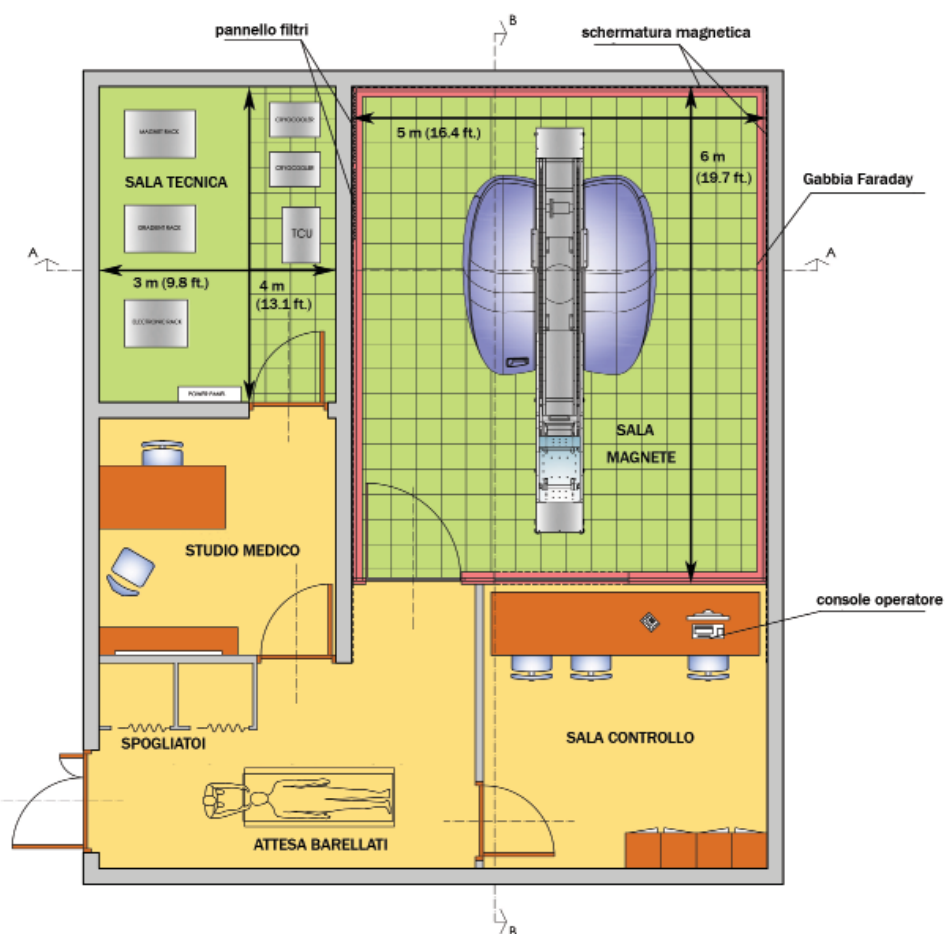 B
pannello filtri
schermatura magnetica
MAGNET RACK
CRYOCOOLER
5 m (16.4 ft.)
6 m
(19.7 ft.)
CRYOCOOLER
SALA TECNICA
Gabbia Faraday
GRADIENT RACK
TCU
A
A
3 m (9.8 ft.)
4 m
(13.1 ft.)
ELECTRONIC RACK
POWER PANEL
SALA
MAGNETE
STUDIO MEDICO
console operatore
SPOGLIATOI
SALA CONTROLLO
ATTESA BARELLATI
B